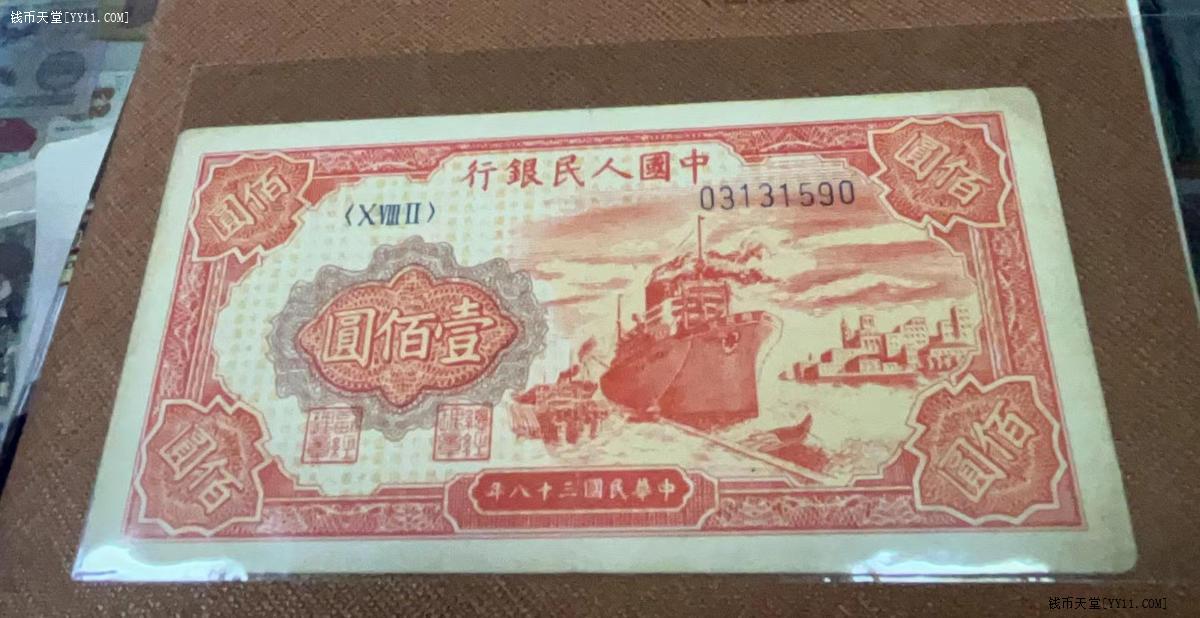 钱币天堂[YY11.COM]
中國人民銀行
佰圓
佰圓
〈X VIII II〉
03131590
壹佰圓
佰圓
佰圓
中華民國三十八年
钱币天堂[YY11.COM]